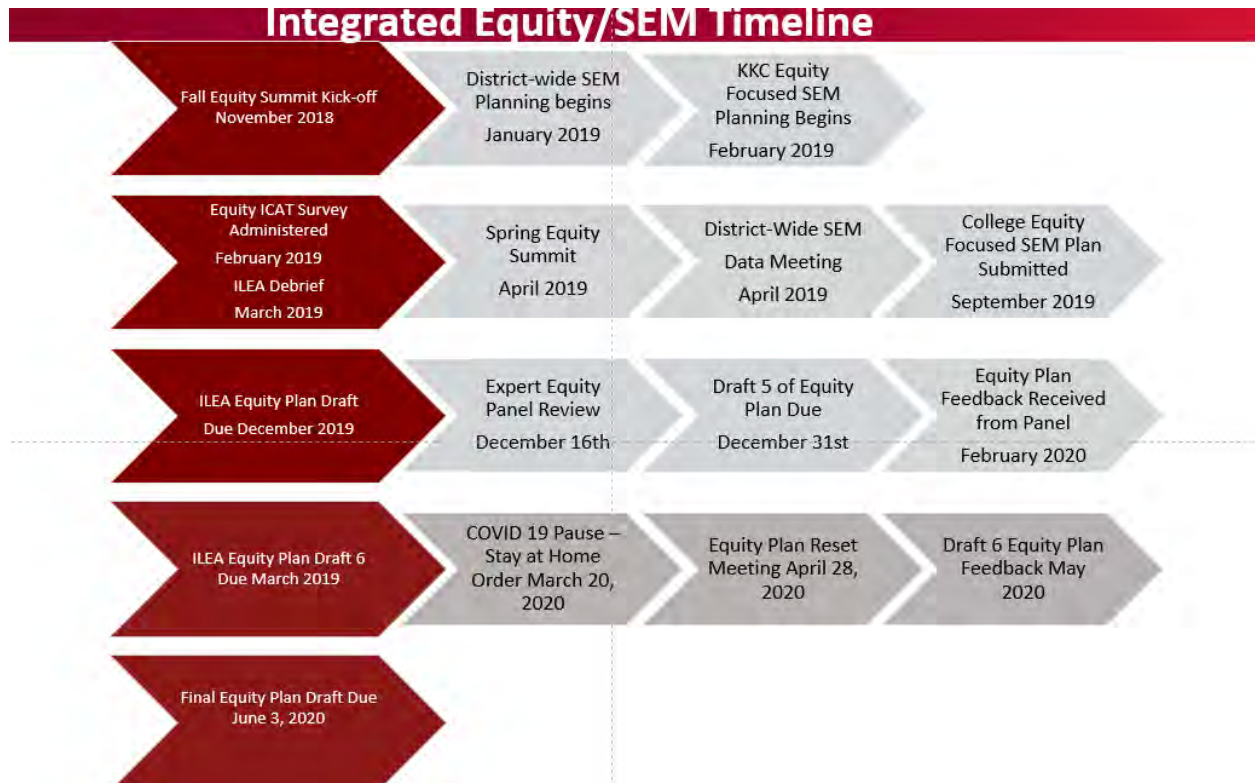 Integrated Equity/SEM Timeline
Fall Equity Summit Kick-off
November 2018
District-wide SEM
Planning begins
January 2019
KKC Equity
Focused SEM
Planning Begins
February 2019
Equity ICAT Survey
Administered
February 2019
ILEA Debrief
March 2019
Spring Equity
Summit
April 2019
District-Wide SEM
Data Meeting
April 2019
College Equity
Focused SEM Plan
Submitted
September 2019
ILEA Equity Plan Draft
Due December 2019
Expert Equity
Panel Review
December 16th
Draft 5 of Equity
Plan Due
December 31st
Equity Plan
Feedback Received
from Panel
February 2020
ILEA Equity Plan Draft 6
Due March 2019
COVID 19 Pause –
Stay at Home
Order March 20,
2020
Equity Plan Reset
Meeting April 28,
2020
Draft 6 Equity Plan
Feedback May
2020
Final Equity Plan Draft Due
June 3, 2020